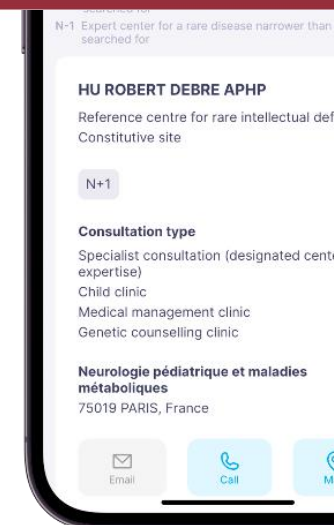 N-1 Expert center for a rare disease narrower than
searched for
HU ROBERT DEBRE APHP
Reference centre for rare intellectual
Constitutive site
N+1
Consultation type
Specialist consultation (designated
expertise)
Child clinic
Medical management clinic
Genetic counselling clinic
Neurologie pédiatrique et maladies
métaboliques
75019 PARIS, France
Email
Call